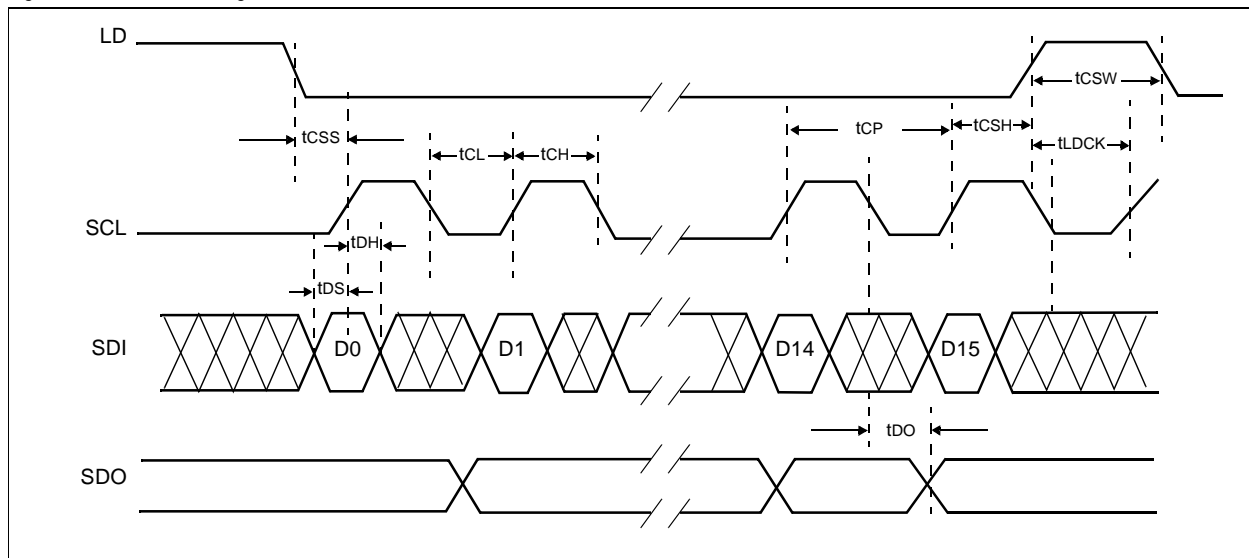 LD
tCSW
tCSS
tCP
tCSH
tCL
tCH
tLDCK
SCL
tDH
tDS
SDI
D0
D1
D14
D15
tDO
SDO